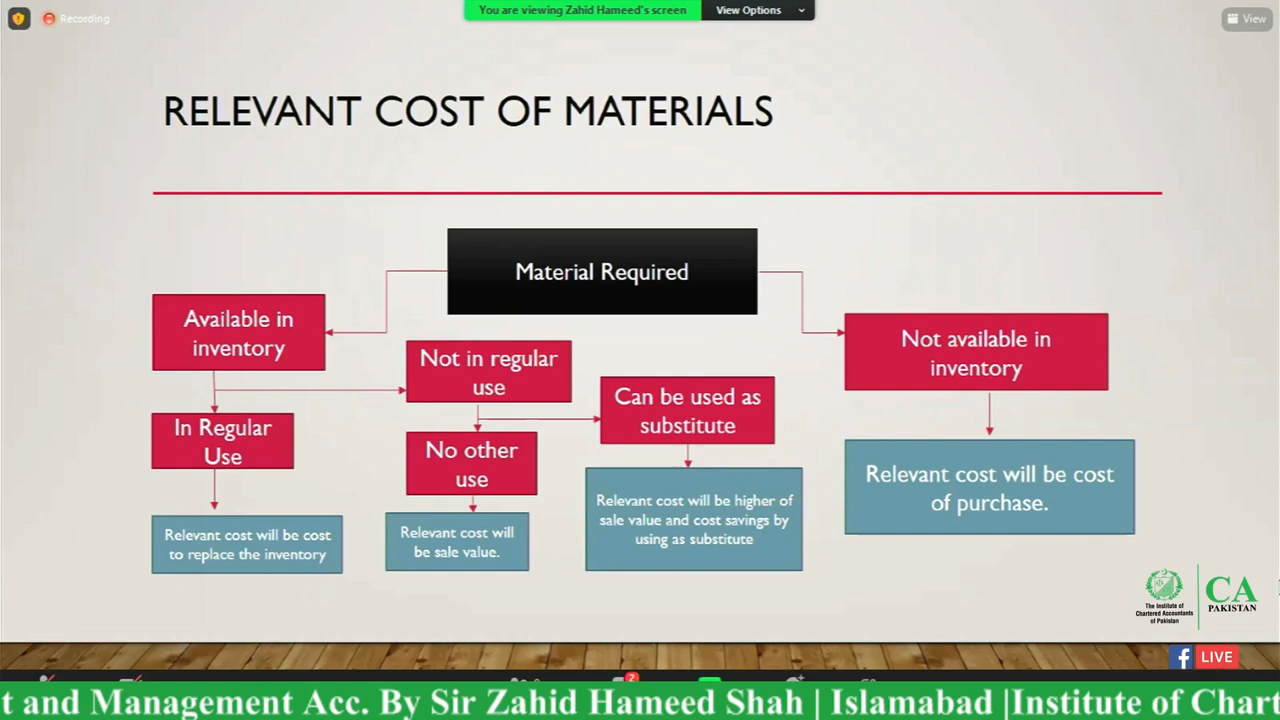 Recording
You are viewing Zahid Hameed's screen
View Options
View
RELEVANT COST OF MATERIALS
Material Required
Available in
inventory
Not in regular
use
Can be used as
substitute
Not available in
inventory
In Regular
Use
No other
use
Relevant cost will be cost
to replace the inventory
Relevant cost will
be sale value.
Relevant cost will be higher of
sale value and cost savings by
using as substitute
Relevant cost will be cost
of purchase.
The Institute of
Chartered Accountants
of Pakistan
CA
PAKISTAN
f LIVE
2
t and Management Acc. By Sir Zahid Hameed Shah | Islamabad |Institute of Chart